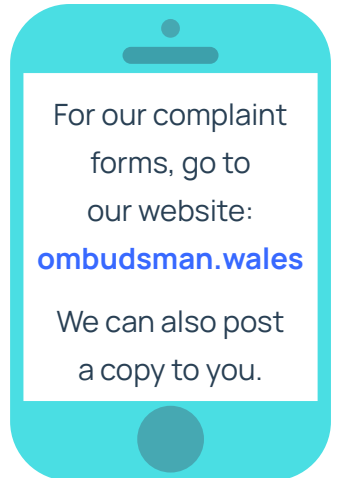 For our complaint
forms, go to
our website:
ombudsman.wales
We can also post
a copy to you.